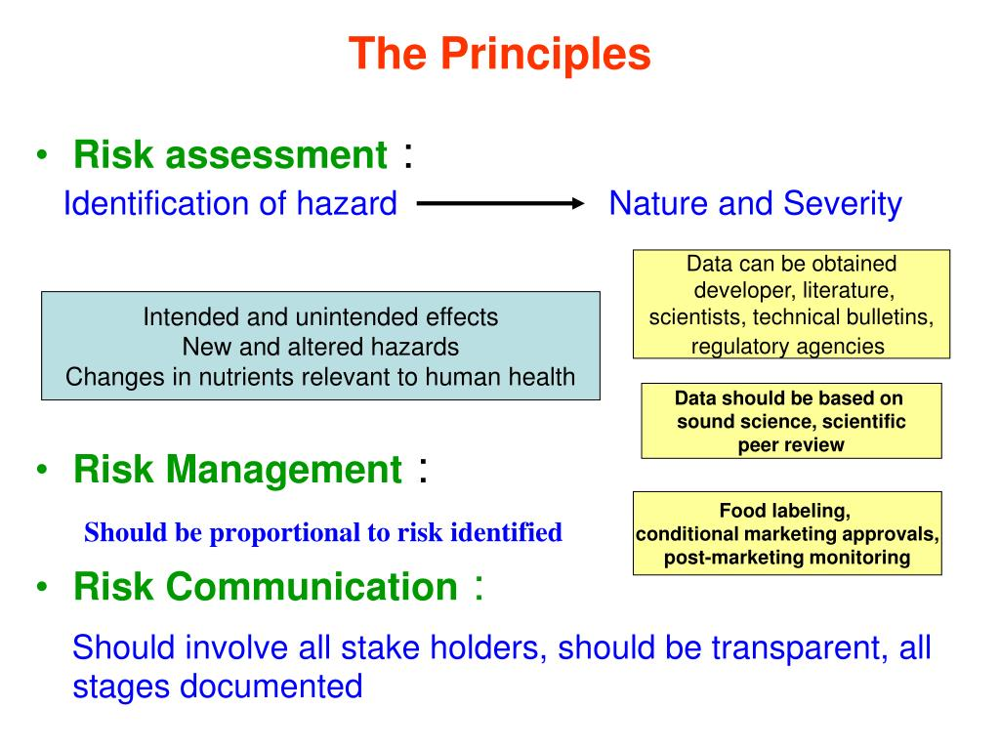 The Principles
• Risk assessment :
Identification of hazard
Nature and Severity
Data can be obtained
developer, literature,
scientists, technical bulletins,
regulatory agencies
Intended and unintended effects
New and altered hazards
Changes in nutrients relevant to human health
Data should be based on
sound science, scientific
peer review
• Risk Management :
Should be proportional to risk identified
Food labeling,
conditional marketing approvals,
post-marketing monitoring
• Risk Communication :
Should involve all stake holders, should be transparent, all
stages documented